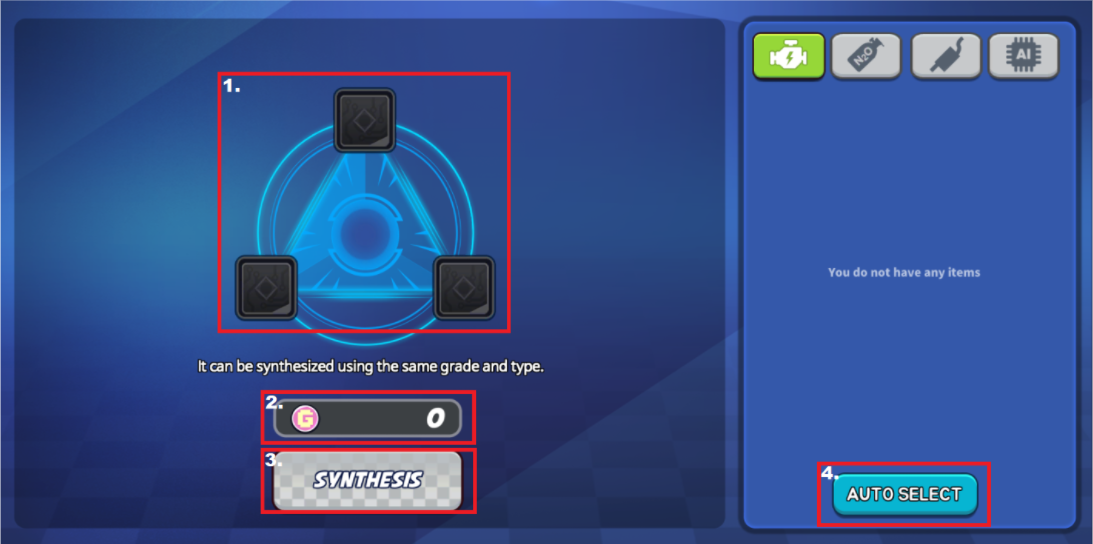 1.
It can be synthesized using the same grade and type.
2.
G 0
3.
SYNTHESIS
N2O
AI
You do not have any items
4.
AUTO SELECT